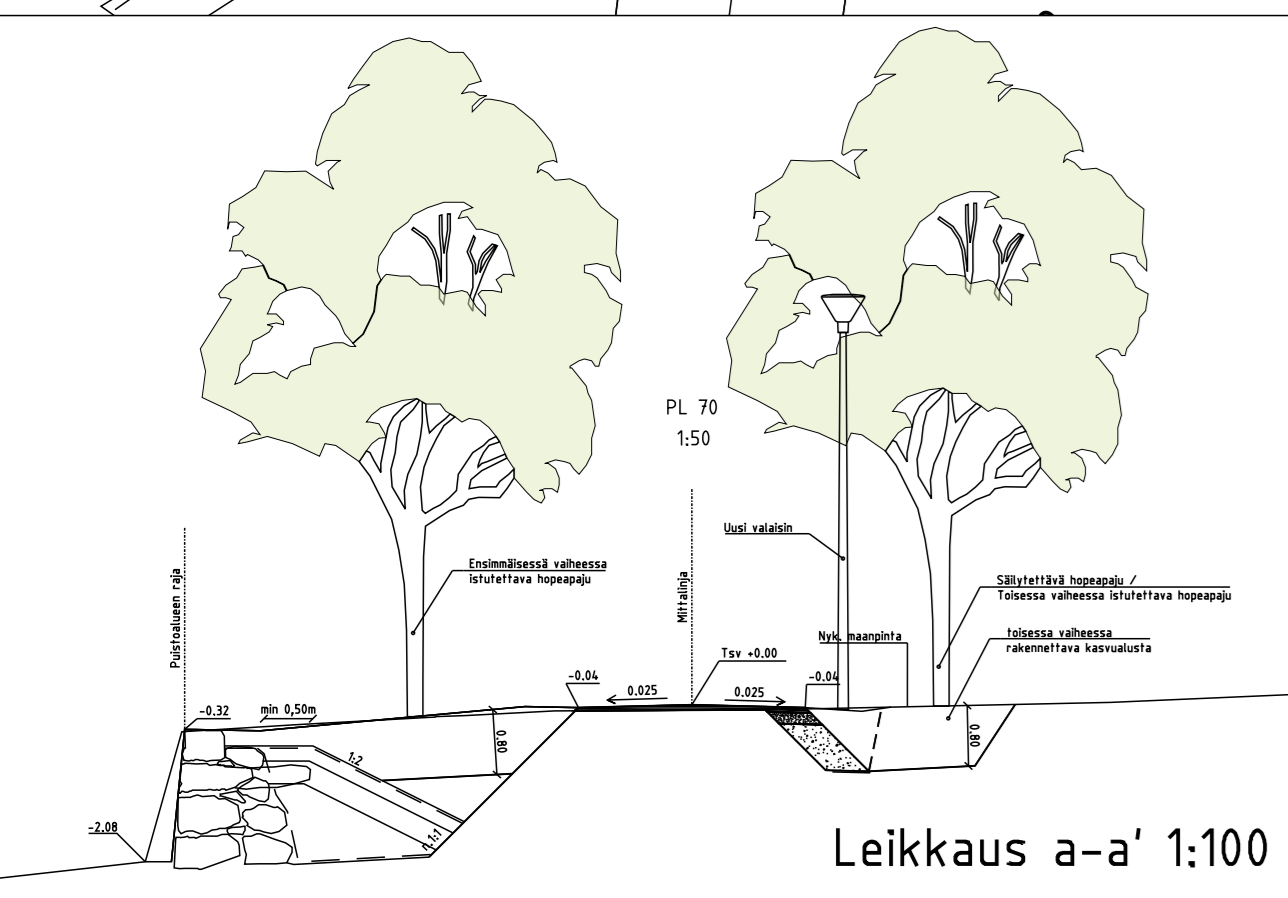 PL 70
1:50
Uusi valaisin
Ensimmäisessä vaiheessa
istutettava hopeapaju
Puistoalueen raja
Mittalinja
Säilytettävä hopeapaju /
Toisessa vaiheessa istutettava hopeapaju
Nyk. maanpinta
toisessa vaiheessa
rakennettava kasvualusta
Tsv +0.00
-0.04
-0.04
0.025
0.025
-0.32
min 0,50m
0.80
0.80
1:2
n.1:1
-2.08
Leikkaus a-a' 1:100